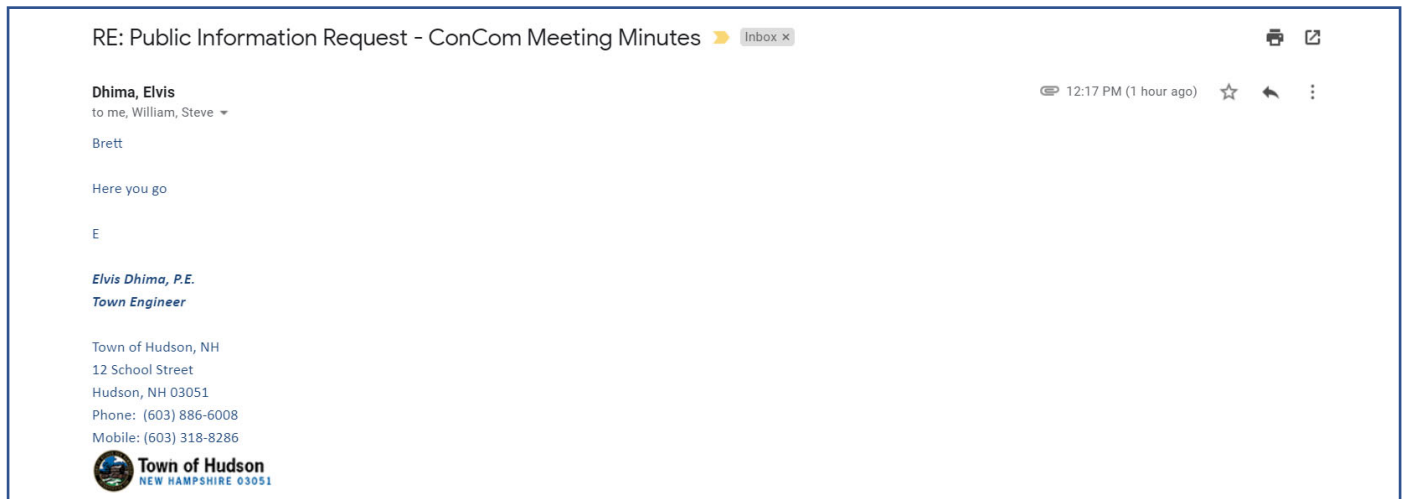 RE: Public Information Request - ConCom Meeting Minutes Inbox ×
Dhima, Elvis 12:17 PM (1 hour ago)
to me, William, Steve
Brett
Here you go
E
Elvis Dhima, P.E.
Town Engineer
Town of Hudson, NH
12 School Street
Hudson, NH 03051
Phone: (603) 886-6008
Mobile: (603) 318-8286
Town of Hudson
NEW HAMPSHIRE 03051